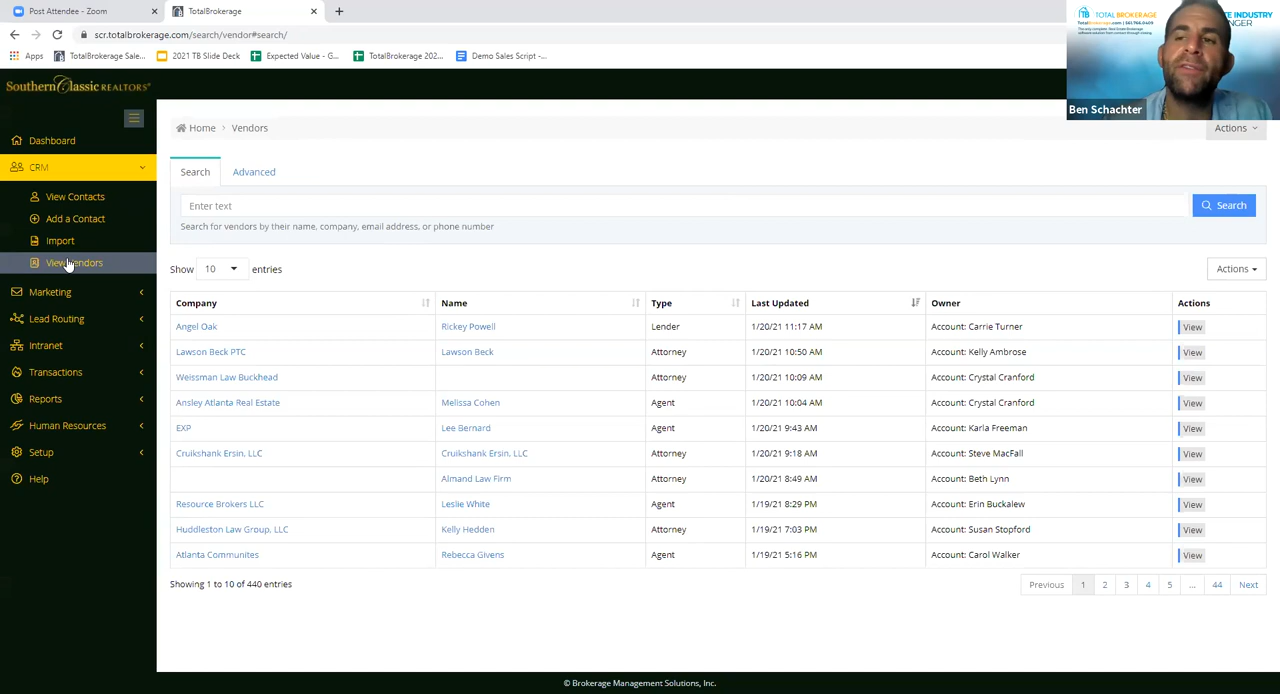 Post Attendee - Zoom
TotalBrokerage
scr.totalbrokerage.com/search/vendor#search/
Apps
TotalBrokerage Sale...
2021 TB Slide Deck
Expected Value - G...
TotalBrokerage 202...
Demo Sales Script -...
TOTAL BROKERAGE
Ben Schachter
Southern Classic REALTORS
Dashboard
CRM
View Contacts
Add a Contact
Import
View Vendors
Marketing
Lead Routing
Intranet
Transactions
Reports
Human Resources
Setup
Help
Home > Vendors
Actions
Search
Advanced
Enter text
Search
Search for vendors by their name, company, email address, or phone number
Show 10 entries
Actions
Company Name Type Last Updated Owner Actions
Angel Oak Rickey Powell Lender 1/20/21 11:17 AM Account: Carrie Turner View
Lawson Beck PTC Lawson Beck Attorney 1/20/21 10:50 AM Account: Kelly Ambrose View
Weissman Law Buckhead Attorney 1/20/21 10:09 AM Account: Crystal Cranford View
Ansley Atlanta Real Estate Melissa Cohen Agent 1/20/21 10:04 AM Account: Crystal Cranford View
EXP Lee Bernard Agent 1/20/21 9:43 AM Account: Karla Freeman View
Cruikshank Ersin, LLC Cruikshank Ersin, LLC Attorney 1/20/21 9:18 AM Account: Steve MacFall View
Almand Law Firm Attorney 1/20/21 8:49 AM Account: Beth Lynn View
Resource Brokers LLC Leslie White Agent 1/19/21 8:29 PM Account: Erin Buckalew View
Huddleston Law Group, LLC Kelly Hedden Attorney 1/19/21 7:03 PM Account: Susan Stopford View
Atlanta Communites Rebecca Givens Agent 1/19/21 5:16 PM Account: Carol Walker View
Showing 1 to 10 of 440 entries
Previous 1 2 3 4 5 ... 44 Next
© Brokerage Management Solutions, Inc.